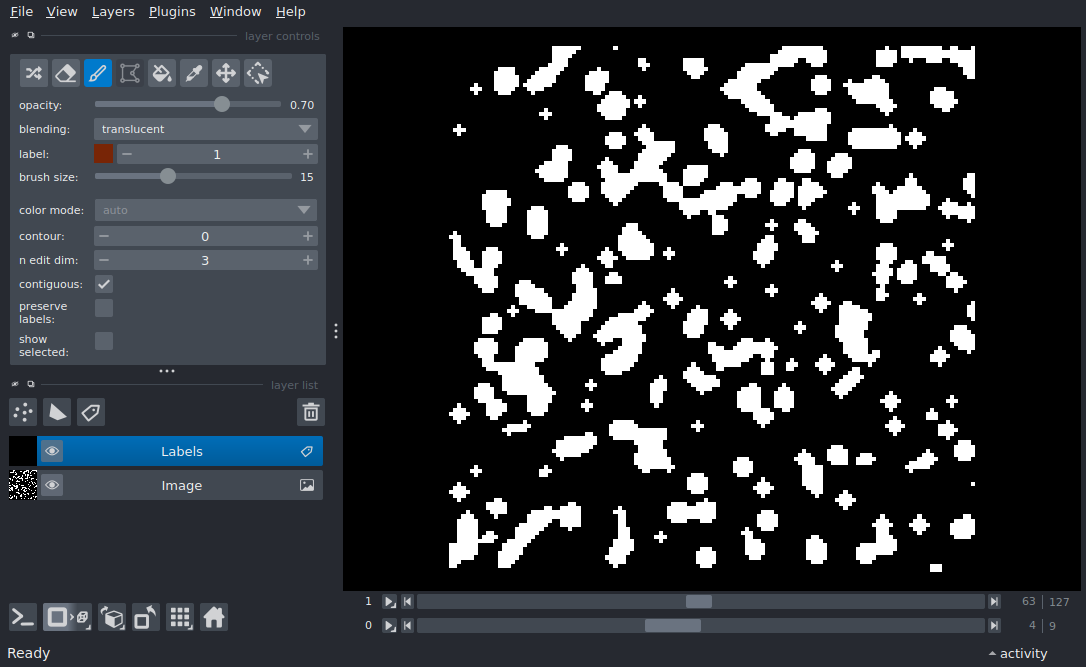 File View Layers Plugins Window Help
layer controls
opacity: 0.70
blending: translucent
label: 1
brush size: 15
color mode: auto
contour: 0
n edit dim: 3
contiguous:
preserve
labels:
show
selected:
layer list
Labels
Image
1 63 127
0 4 9
Ready activity